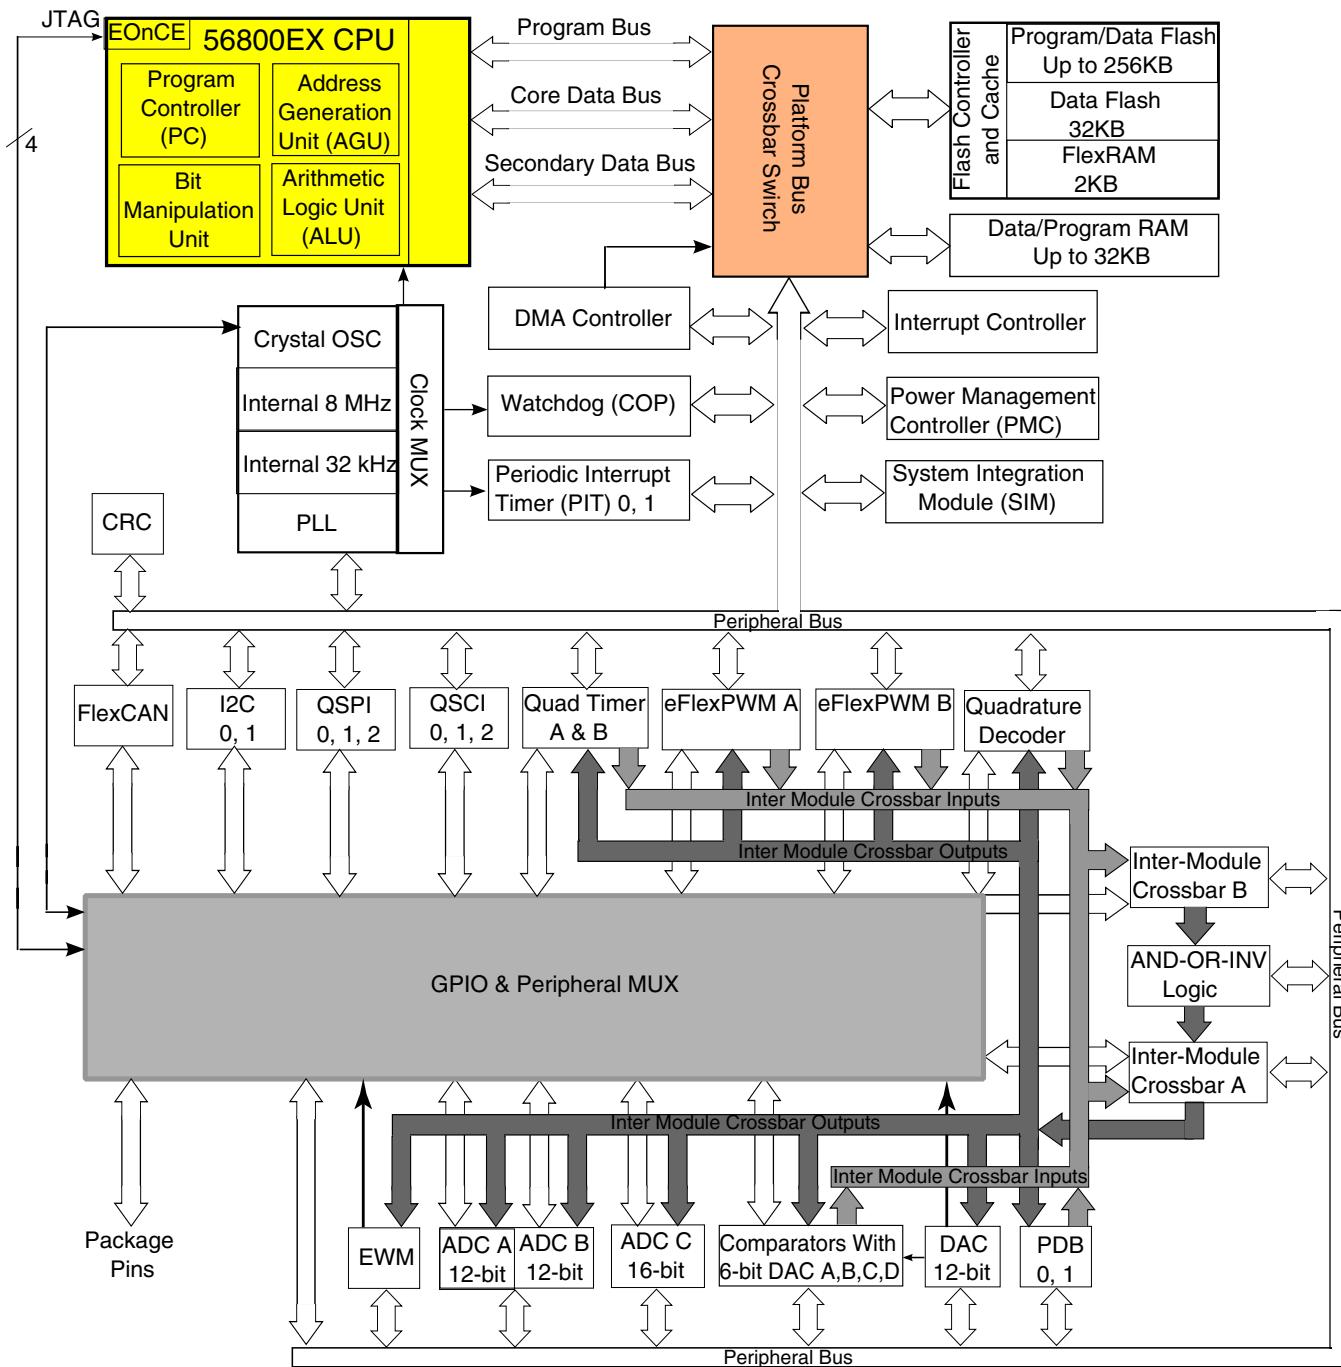 JTAG
EOnCE
56800EX CPU
Program
Controller
(PC)
Address
Generation
Unit (AGU)
Bit
Manipulation
Unit
Arithmetic
Logic Unit
(ALU)
4
Program Bus
Core Data Bus
Secondary Data Bus
Platform Bus
Crossbar Swirch
Flash Controller
and Cache
Program/Data Flash
Up to 256KB
Data Flash
32KB
FlexRAM
2KB
Data/Program RAM
Up to 32KB
Crystal OSC
Internal 8 MHz
Internal 32 kHz
PLL
Clock MUX
DMA Controller
Watchdog (COP)
Periodic Interrupt
Timer (PIT) 0, 1
Interrupt Controller
Power Management
Controller (PMC)
System Integration
Module (SIM)
CRC
Peripheral Bus
FlexCAN
I2C
0, 1
QSPI
0, 1, 2
QSCI
0, 1, 2
Quad Timer
A & B
eFlexPWM A
eFlexPWM B
Quadrature
Decoder
Inter Module Crossbar Inputs
Inter Module Crossbar Outputs
Inter-Module
Crossbar B
AND-OR-INV
Logic
Inter-Module
Crossbar A
Peripheral Bus
GPIO & Peripheral MUX
Inter Module Crossbar Outputs
Inter Module Crossbar Inputs
Package
Pins
EWM
ADC A
12-bit
ADC B
12-bit
ADC C
16-bit
Comparators With
6-bit DAC A,B,C,D
DAC
12-bit
PDB
0, 1
Peripheral Bus